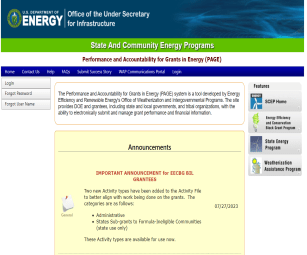 U.S. DEPARTMENT OF
ENERGY
Office of the Under Secretary
for Infrastructure
State And Community Energy Programs
Performance and Accountability for Grants in Energy (PAGE)
Home Contact Us Help FAQs Submit Success Story WAP Communications Portal Login
Login
Forgot Password
Forgot User Name
The Performance and Accountability for Grants in Energy (PAGE) system is a tool developed by Energy
Efficiency and Renewable Energy's Office of Weatherization and Intergovernmental Programs. The site
provides DOE and grantees, including state and local governments, and tribal organizations, with the
ability to electronically submit and manage grant performance and financial information.
Announcements
IMPORTANT ANNOUNCEMENT for EECBG BIL
GRANTEES
Two new Activity types have been added to the Activity File
to better align with work being done on the grants. The
categories are as follows:
07/27/2023
• Administrative
• States Sub-grants to Formula-Ineligible Communities
(state use only)
These Activity types are available for use now.
Features
SCEP Home
Energy Efficiency
and Conservation
Block Grant Program
State Energy
Program
Weatherization
Assistance Program